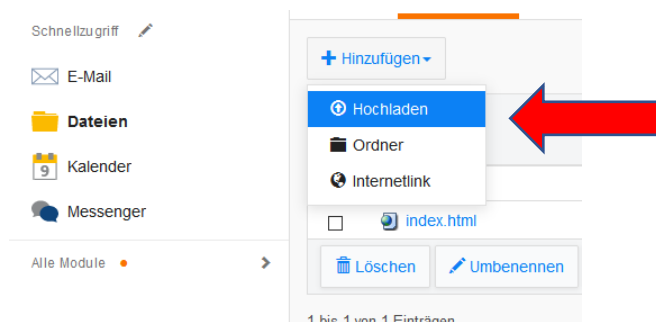 Schnellzugriff
E-Mail
Dateien
9
Kalender
Messenger
Alle Module
Hinzufügen
Hochladen
Ordner
Internetlink
index.html
Löschen
Umbenennen
1 bis 1 von 1 Einträgen